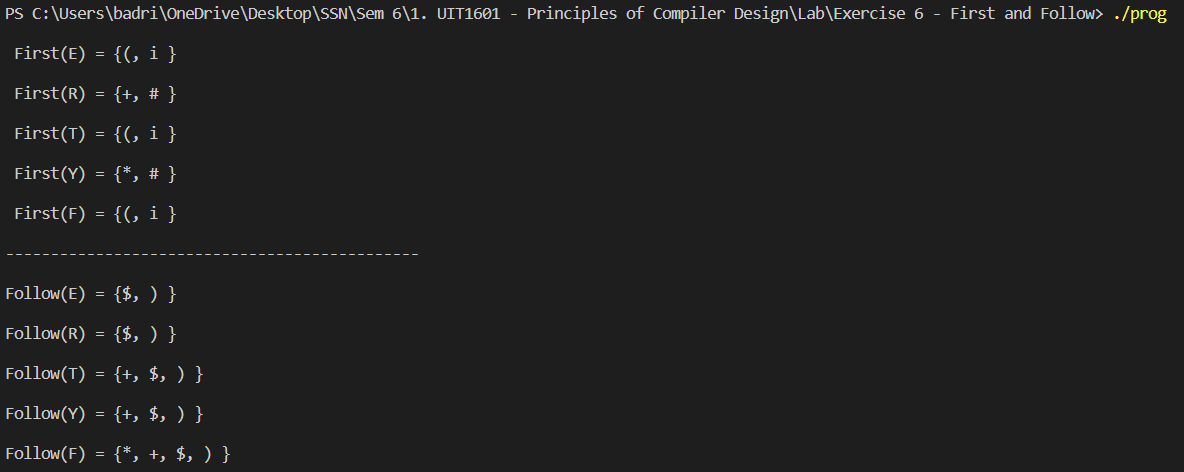 PS C:\Users\badri\OneDrive\Desktop\SSN\Sem 6\1. UIT1601 - Principles of Compiler Design\Lab\Exercise 6 - First and Follow> ./prog
First(E) = {(, i }
First(R) = {+, # }
First(T) = {(, i }
First(Y) = {*, # }
First(F) = {(, i }
----------------------------------------------
Follow(E) = {$, ) }
Follow(R) = {$, ) }
Follow(T) = {+, $, ) }
Follow(Y) = {+, $, ) }
Follow(F) = {*, +, $, ) }